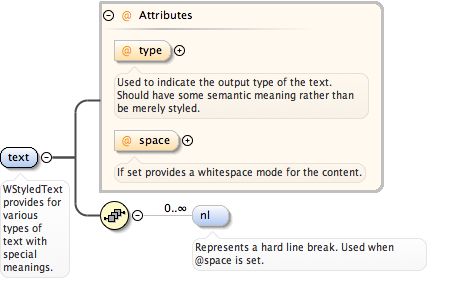 @ Attributes
@ type
Used to indicate the output type of the text.
Should have some semantic meaning rather than
be merely styled.
@ space
If set provides a whitespace mode for the content.
text
WStyledText
provides for
various
types of
text with
special
meanings.
0..∞
nl
Represents a hard line break. Used when
@space is set.